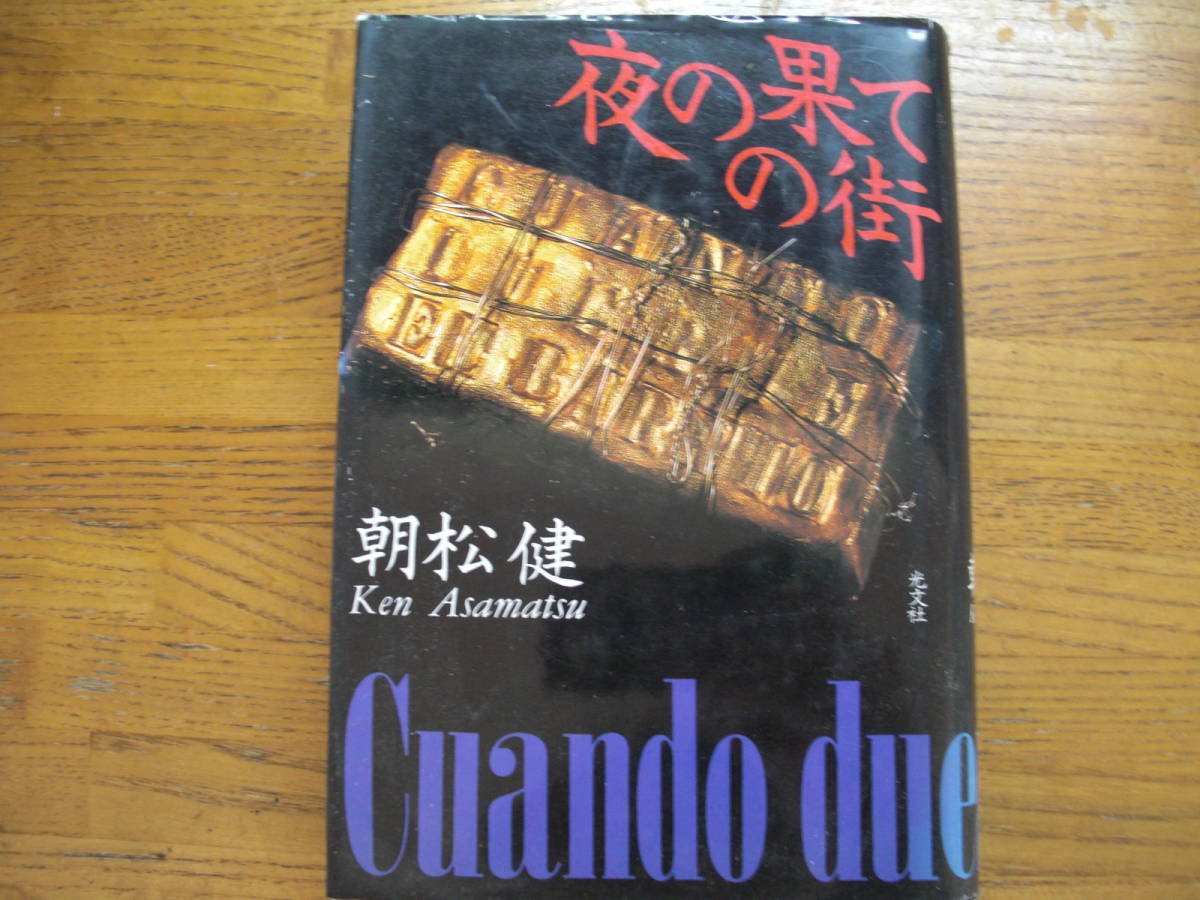 夜の果て
の街
朝松健
Ken Asamatsu
光文社
Cuando due